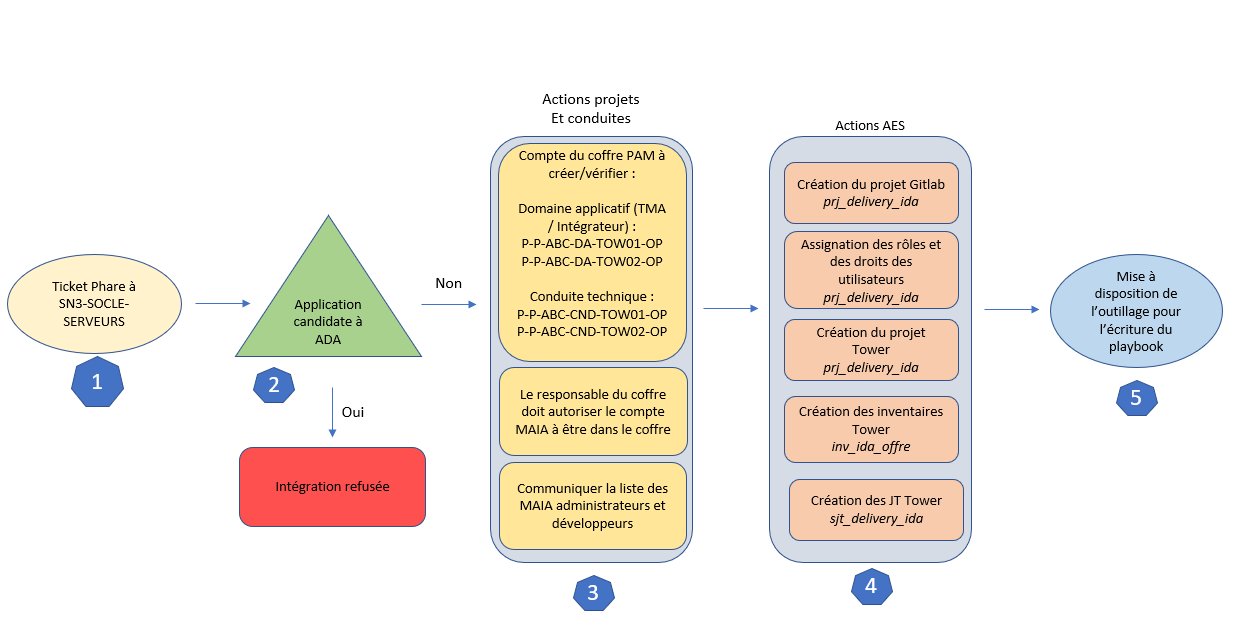 Ticket Phare à
SN3-SOCLE-
SERVEURS
1
Application
candidate à
ADA
2
Non
Oui
Intégration refusée
Actions projets
Et conduites
Compte du coffre PAM à
créer/vérifier :
Domaine applicatif (TMA
/ Intégrateur) :
P-P-ABC-DA-TOW01-OP
P-P-ABC-DA-TOW02-OP
Conduite technique :
P-P-ABC-CND-TOW01-OP
P-P-ABC-CND-TOW02-OP
Le responsable du coffre
doit autoriser le compte
MAIA à être dans le coffre
Communiquer la liste des
MAIA administrateurs et
développeurs
3
Actions AES
Création du projet Gitlab
prj_delivery_ida
Assignation des rôles et
des droits des
utilisateurs
prj_delivery_ida
Création du projet
Tower
prj_delivery_ida
Création des inventaires
Tower
inv_ida_offre
Création des JT Tower
sjt_delivery_ida
4
Mise à
disposition de
l’outillage pour
l’écriture du
playbook
5